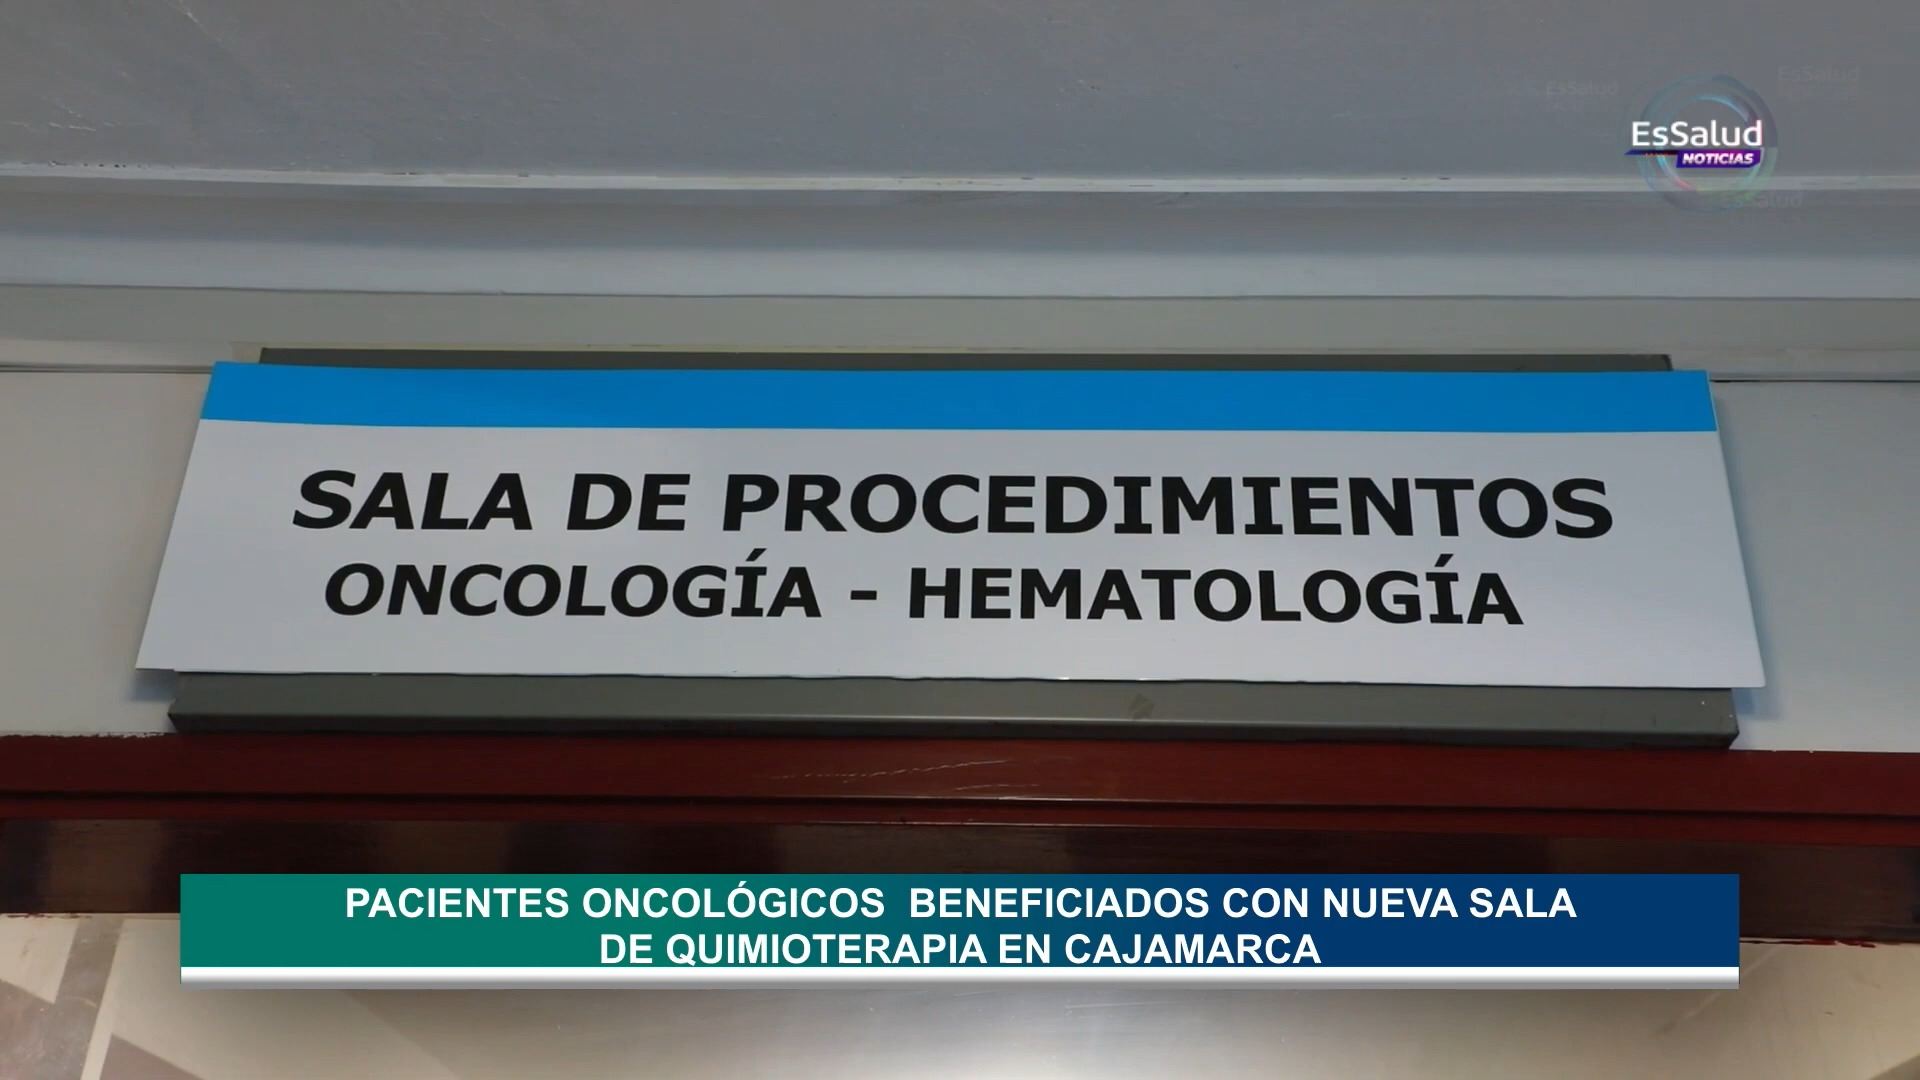 EsSalud
NOTICIAS
SALA DE PROCEDIMIENTOS
ONCOLOGÍA - HEMATOLOGÍA
PACIENTES ONCOLÓGICOS  BENEFICIADOS CON NUEVA SALA
DE QUIMIOTERAPIA EN CAJAMARCA